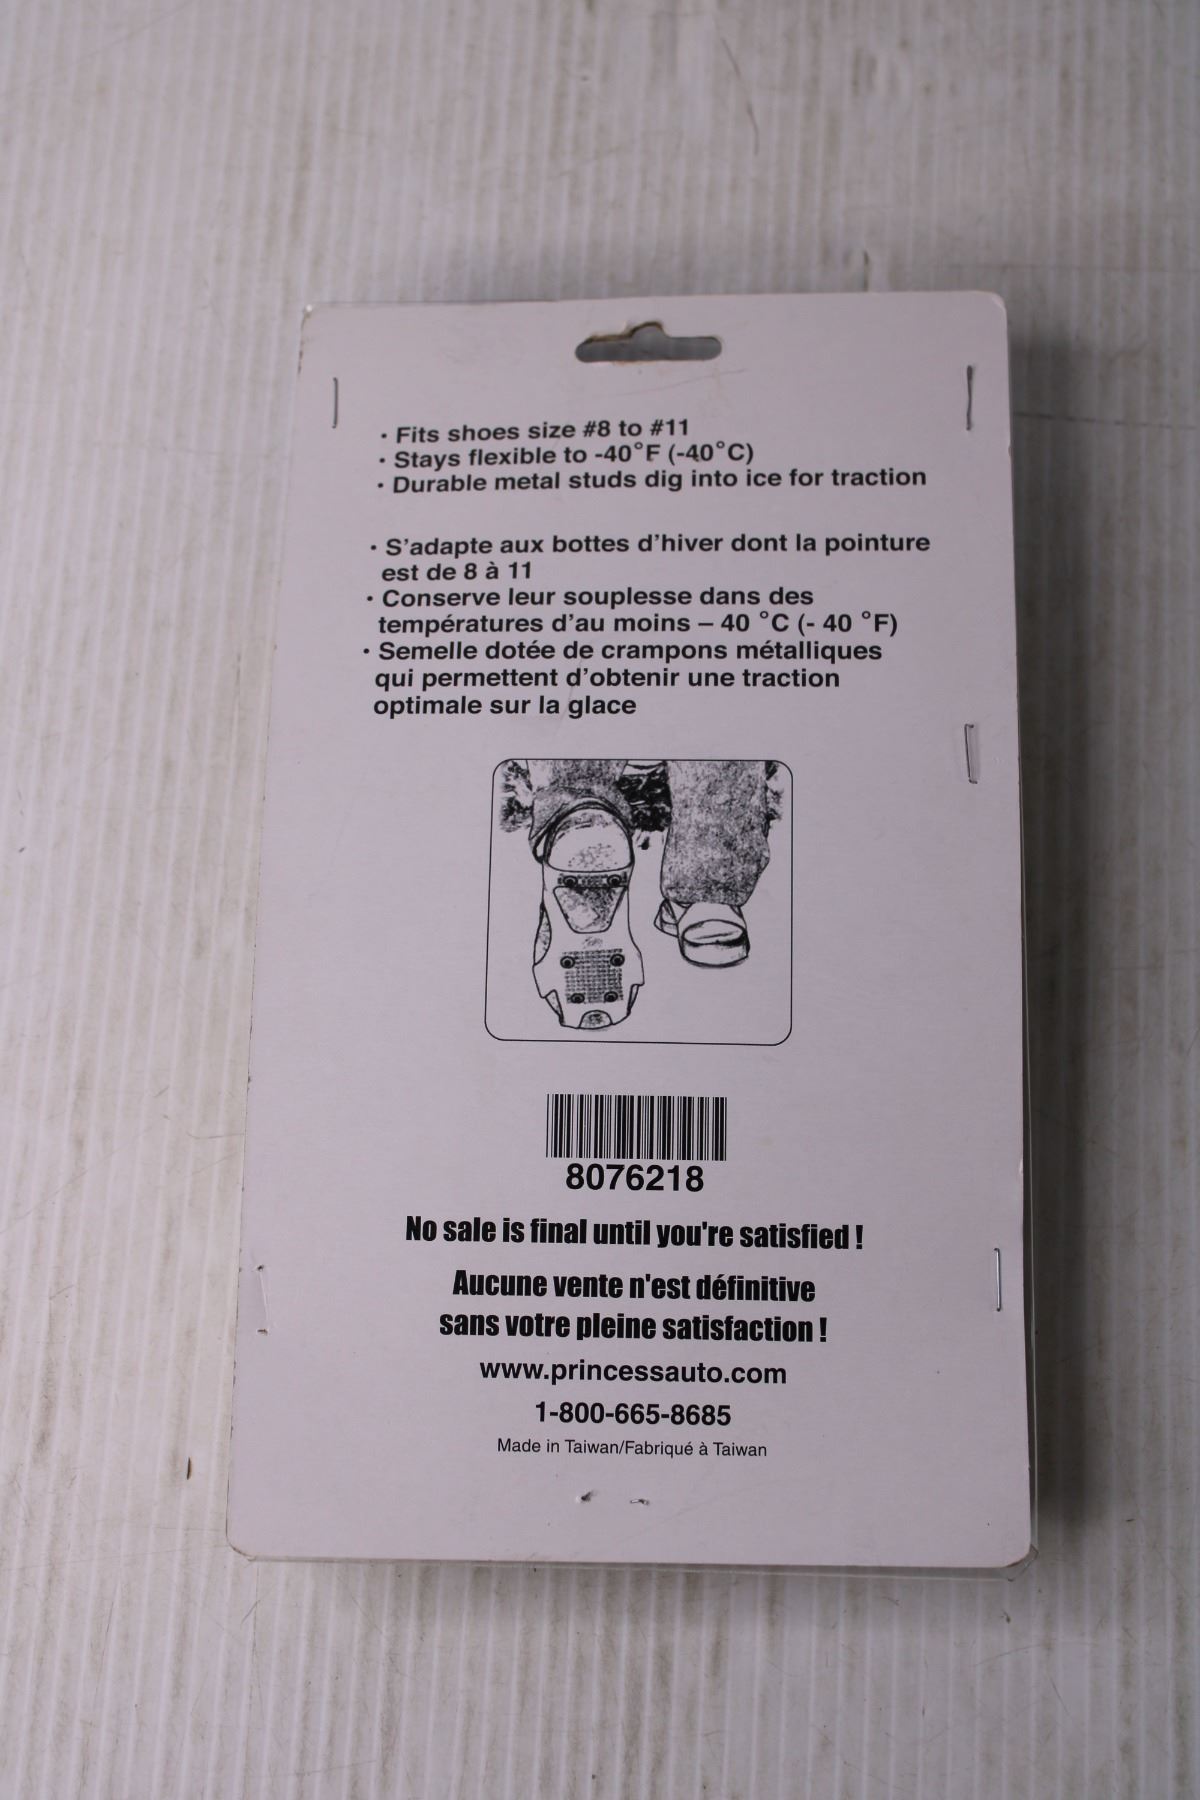 · Fits shoes size #8 to #11
· Stays flexible to -40°F (-40°C)
· Durable metal studs dig into ice for traction
· S'adapte aux bottes d'hiver dont la pointure
est de 8 à 11
· Conserve leur souplesse dans des
températures d'au moins – 40 °C (- 40 °F)
· Semelle dotée de crampons métalliques
qui permettent d'obtenir une traction
optimale sur la glace
8076218
No sale is final until you're satisfied !
Aucune vente n'est définitive
sans votre pleine satisfaction !
www.princessauto.com
1-800-665-8685
Made in Taiwan/Fabriqué à Taiwan